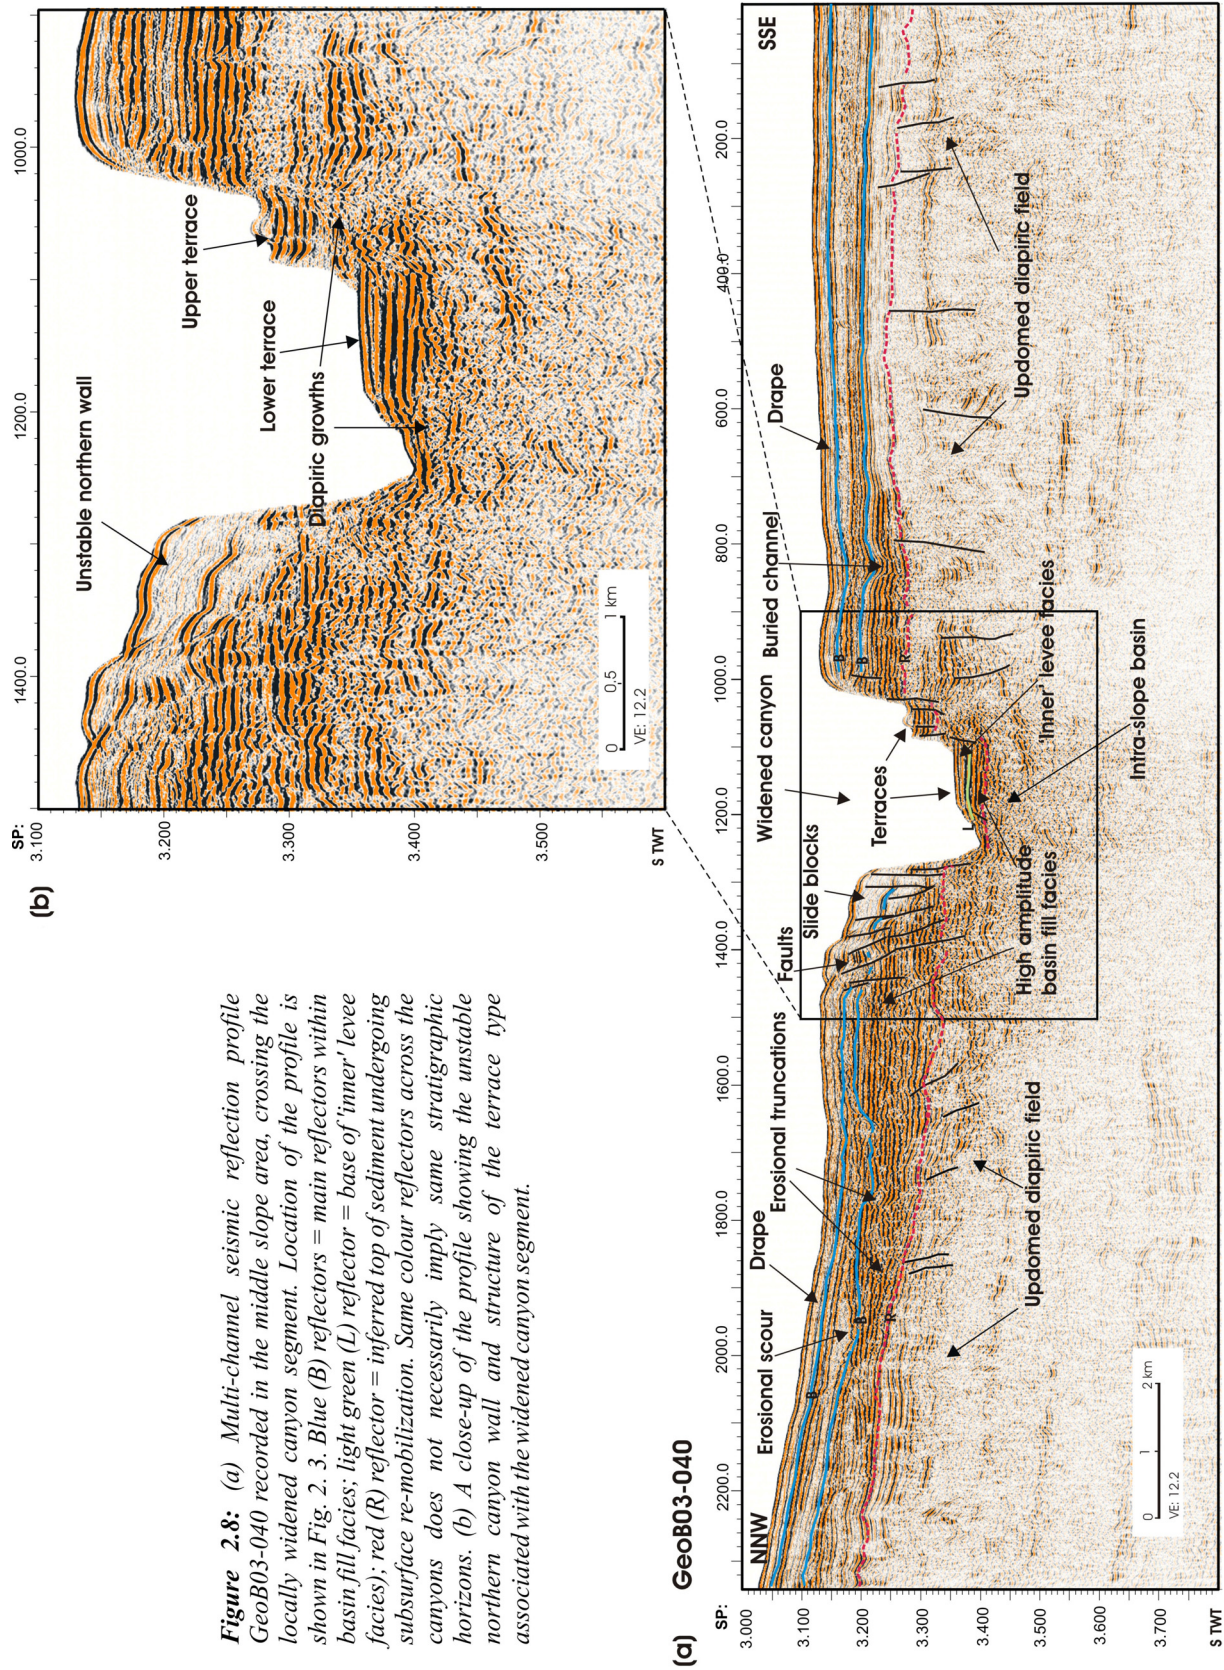 Figure 2.8: (a) Multi-channel seismic reflection profile
GeoB03-040 recorded in the middle slope area, crossing the
locally widened canyon segment. Location of the profile is
shown in Fig. 2. 3. Blue (B) reflectors = main reflectors within
basin fill facies; light green (L) reflector = base of 'inner' levee
facies); red (R) reflector = inferred top of sediment undergoing
subsurface re-mobilization. Same colour reflectors across the
canyons does not necessarily imply same stratigraphic
horizons. (b) A close-up of the profile showing the unstable
northern canyon wall and structure of the terrace type
associated with the widened canyon segment.
(b)
SP:
1400.0
1200.0
1000.0
3.100
3.200
3.300
3.400
3.500
S TWT
Unstable northern wall
Upper terrace
Lower terrace
Diapiric growths
0
0,5
1 km
VE: 12.2
(a)
GeoB03-040
SP:
2200.0
2000.0
1800.0
1600.0
1400.0
1200.0
1000.0
800.0
600.0
400.0
200.0
3.000
3.100
3.200
3.300
3.400
3.500
3.600
3.700
S TWT
NNW
SSE
Erosional scour
Drape
Erosional truncations
Faults
Slide blocks
Widened canyon
Terraces
Buried channel
Drape
B
B
R
B
B
R
L
Updomed diapiric field
High amplitude
basin fill facies
'Inner' levee facies
Intra-slope basin
Updomed diapiric field
0
1
2 km
VE: 12.2